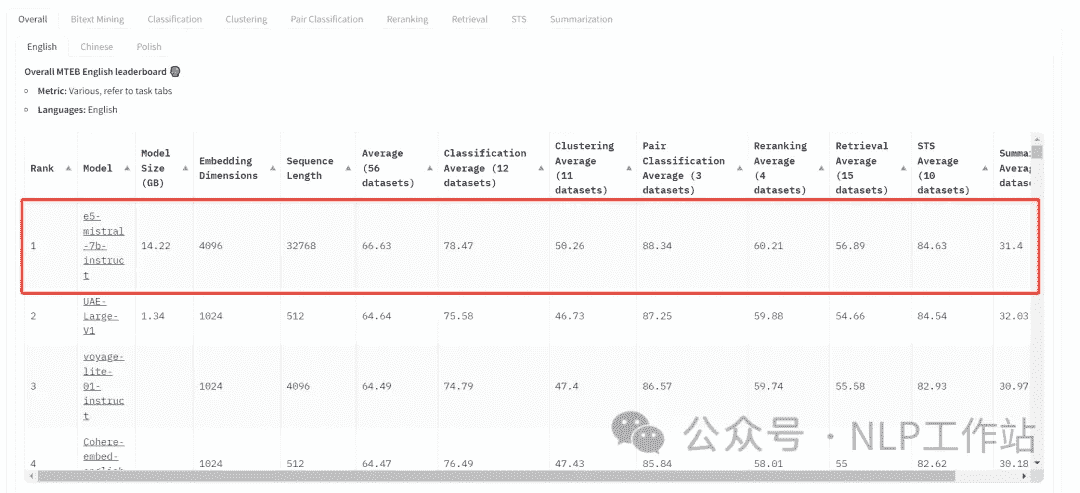 Overall Bitext Mining Classification Clustering Pair Classification Reranking Retrieval STS Summarization
English Chinese Polish
Overall MTEB English leaderboard
Metric: Various, refer to task tabs
Languages: English
Rank
Model
Model
Size
(GB)
Embedding
Dimensions
Sequence
Length
Average
(56
datasets)
Classification
Average (12
datasets)
Clustering
Average
(11
datasets)
Pair
Classification
Average (3
datasets)
Reranking
Average
(4
datasets)
Retrieval
Average
(15
datasets)
STS
Average
(10
datasets)
1
e5-
mistral
-7b-
instruc
t
14.22 4096 32768 66.63 78.47 50.26 88.34 60.21 56.89 84.63 31.4
2
UAE-
Large-
V1
1.34 1024 512 64.64 75.58 46.73 87.25 59.88 54.66 84.54 32.03
3
voyage-
lite-
01-
instruc
t
1024 4096 64.49 74.79 47.4 86.57 59.74 55.58 82.93 30.97
4
Cohere-
embed-
1024 512 64.47 76.49 47.43 85.84 58.01 55 82.62 30.18
公众号 · NLP工作站